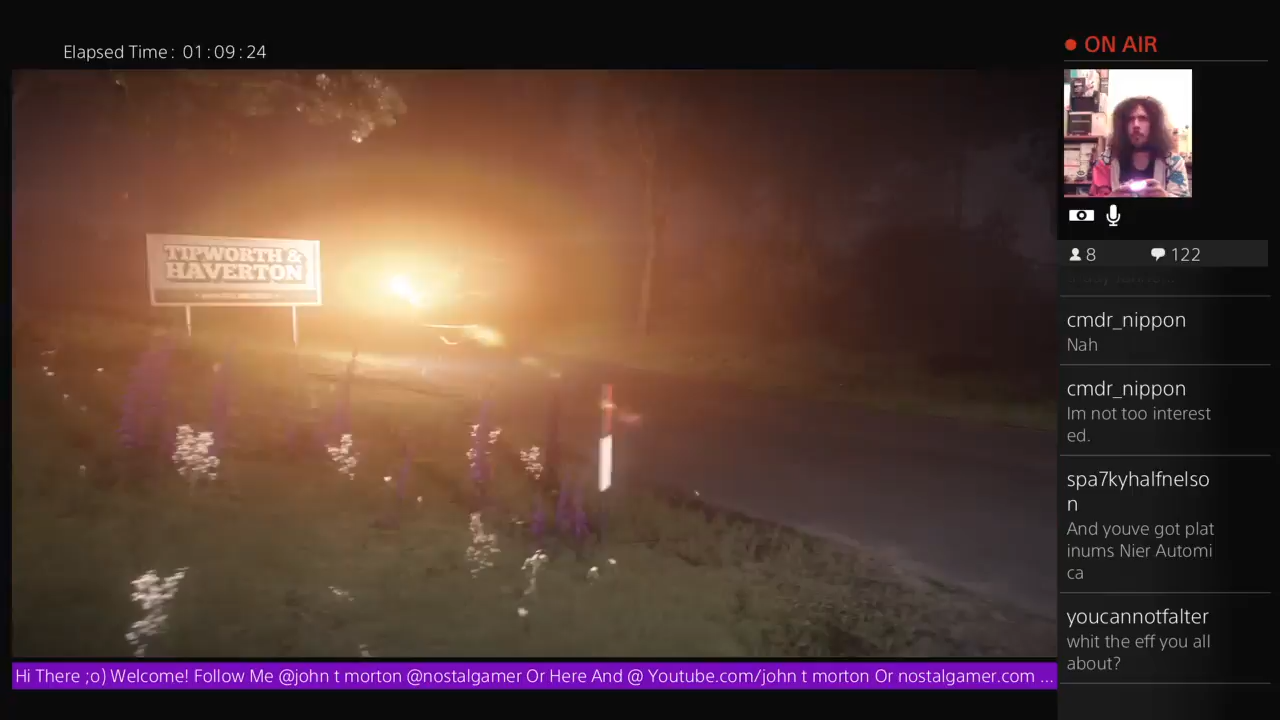 Elapsed Time: 01:09:24
ON AIR
TIPWORTH &
HAVERTON
8
122
cmdr_nippon
Nah
cmdr_nippon
Im not too interest
ed.
spa7kyhalfnelso
n
And youve got plat
inums Nier Automi
ca
youcannotfalter
whit the eff you all
about?
Hi There ;o) Welcome! Follow Me @john t morton @nostalgamer Or Here And @ Youtube.com/john t morton Or nostalgamer.com ...